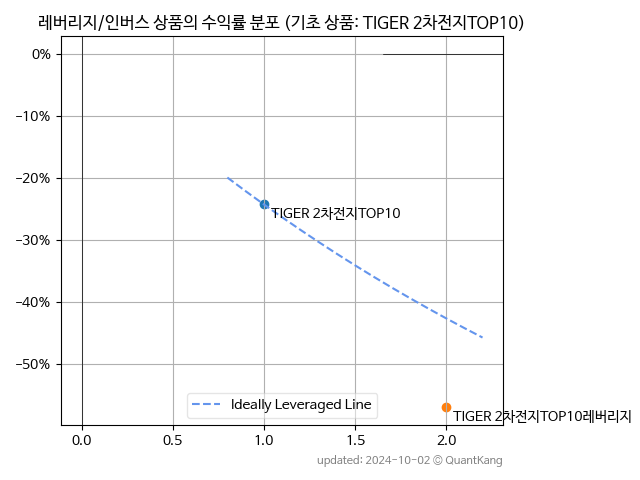 레버리지/인버스 상품의 수익률 분포 (기초 상품: TIGER 2차전지TOP10)
0%
−10%
−20%
TIGER 2차전지TOP10
−30%
−40%
−50%
Ideally Leveraged Line
TIGER 2차전지TOP10레버리지
0.0 0.5 1.0 1.5 2.0
updated: 2024-10-02 © QuantKang